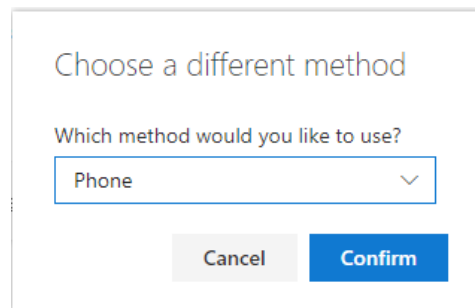 Choose a different method
Which method would you like to use?
Phone
Cancel Confirm